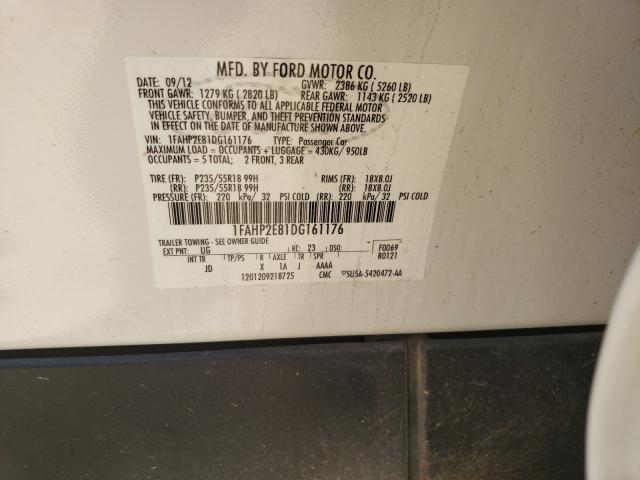 MFD. BY FORD MOTOR CO.
DATE: 09/12 GVWR: 2386 KG ( 5260 LB)
FRONT GAWR: 1279 KG ( 2820 LB) REAR GAWR: 1143 KG ( 2520 LB)
THIS VEHICLE CONFORMS TO ALL APPLICABLE FEDERAL MOTOR
VEHICLE SAFETY, BUMPER, AND THEFT PREVENTION STANDARDS
IN EFFECT ON THE DATE OF MANUFACTURE SHOWN ABOVE.
VIN: 1FAHP2E81DG161176 TYPE: Passenger Car
MAXIMUM LOAD = OCCUPANTS + LUGGAGE = 430KG/ 950LB
OCCUPANTS = 5 TOTAL; 2 FRONT, 3 REAR
TIRE (FR): P235/55R18 99H RIMS (FR): 18X8.0J
(RR): P235/55R18 99H (RR): 18X8.0J
PRESSURE (FR): 220 kPa/ 32 PSI COLD (RR): 220 kPa/ 32 PSI COLD
1FAHP2E81DG161176
TRAILER TOWING - SEE OWNER GUIDE
EXT PNT: UG RC: 23 DSO: F0069
INT TR TP/PS R AXLE TR SPR R0121
JD X 1A J AAAA
1201209218725 CMC 5U5A-5420472-AA